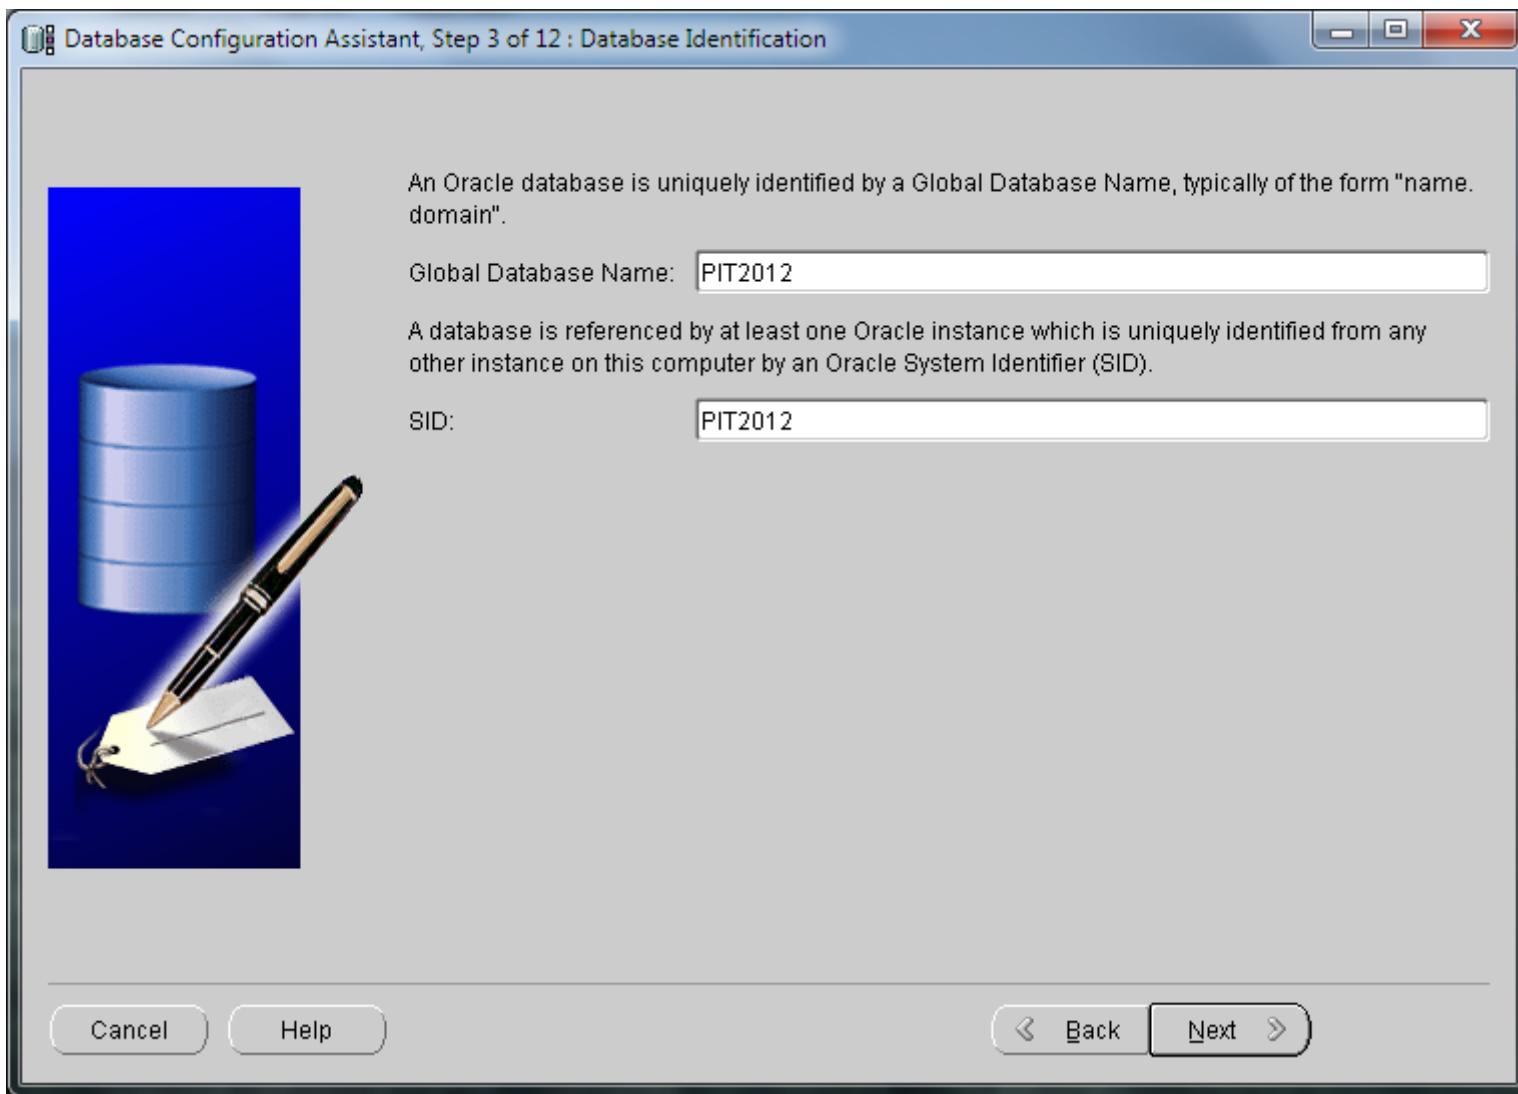 Database Configuration Assistant, Step 3 of 12 : Database Identification
An Oracle database is uniquely identified by a Global Database Name, typically of the form "name.
domain".
Global Database Name: PIT2012
A database is referenced by at least one Oracle instance which is uniquely identified from any
other instance on this computer by an Oracle System Identifier (SID).
SID: PIT2012
Cancel Help Back Next